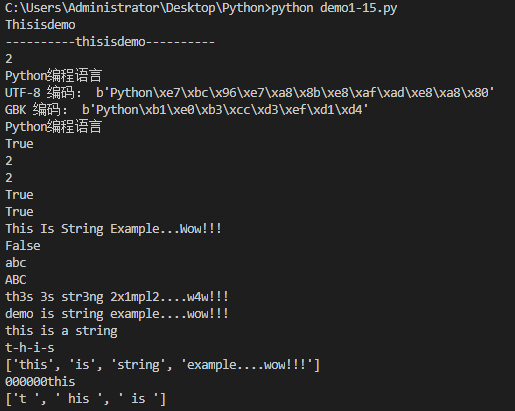 C:\Users\Administrator\Desktop\Python>python demo1-15.py
Thisisdemo
----------thisisdemo----------
2
Python编程语言
UTF-8 编码： b'Python\xe7\xbc\x96\xe7\xa8\x8b\xe8\xaf\xad\xe8\xa8\x80'
GBK 编码： b'Python\xb1\xe0\xb3\xcc\xd3\xef\xd1\xd4'
Python编程语言
True
2
2
True
True
This Is String Example...Wow!!!
False
abc
ABC
th3s 3s str3ng 2x1mpl2....w4w!!!
demo is string example....wow!!!
this is a string
t-h-i-s
['this', 'is', 'string', 'example....wow!!!']
000000this
['t ', ' his ', ' is ']